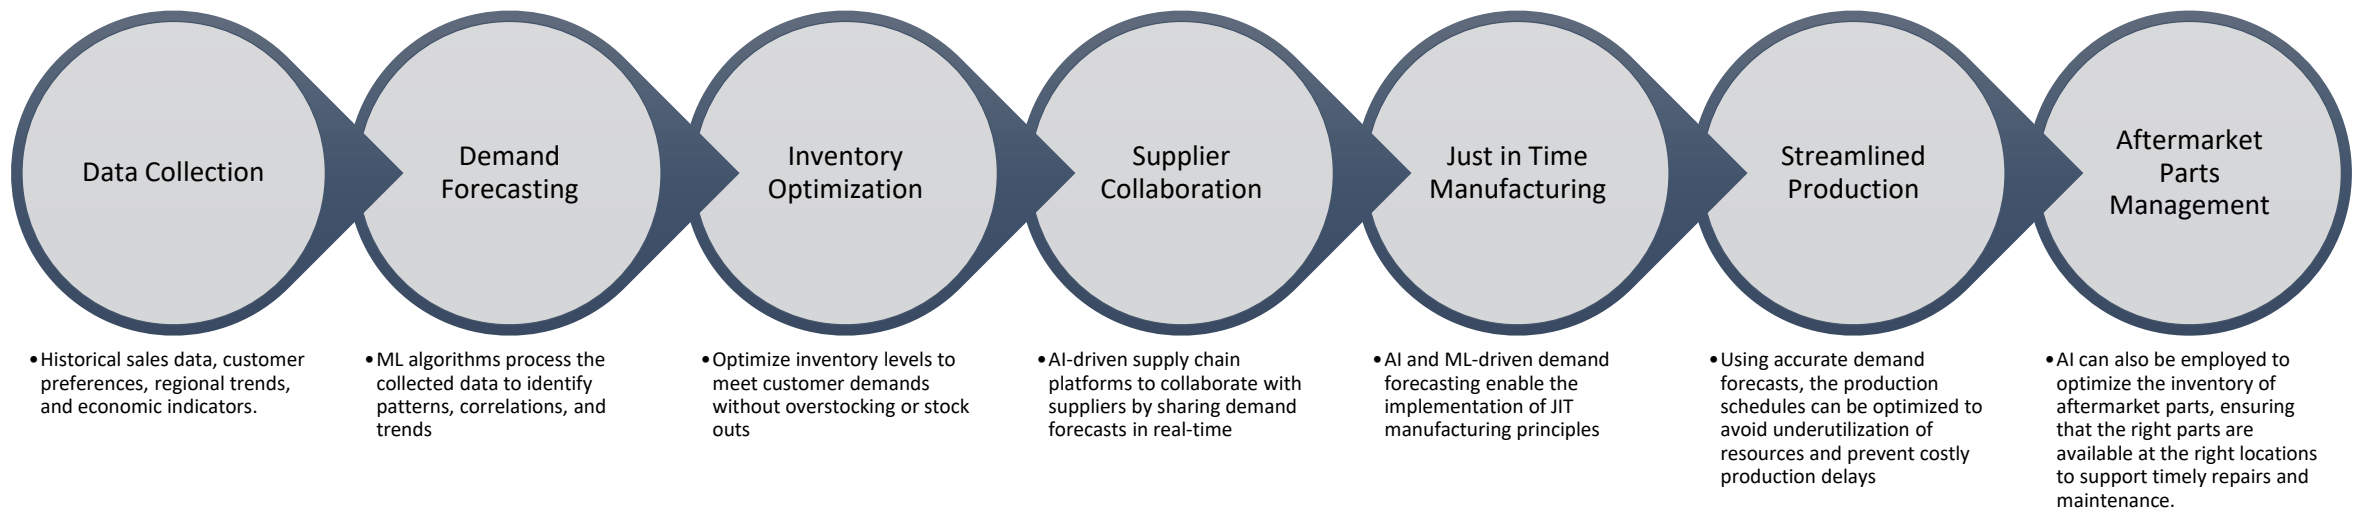 Data Collection
Demand
Forecasting
Inventory
Optimization
Supplier
Collaboration
Just in Time
Manufacturing
Streamlined
Production
Aftermarket
Parts
Management
•Historical sales data, customer
preferences, regional trends,
and economic indicators.
•ML algorithms process the
collected data to identify
patterns, correlations, and
trends
•Optimize inventory levels to
meet customer demands
without overstocking or stock
outs
•AI-driven supply chain
platforms to collaborate with
suppliers by sharing demand
forecasts in real-time
•AI and ML-driven demand
forecasting enable the
implementation of JIT
manufacturing principles
•Using accurate demand
forecasts, the production
schedules can be optimized to
avoid underutilization of
resources and prevent costly
production delays
•AI can also be employed to
optimize the inventory of
aftermarket parts, ensuring
that the right parts are
available at the right locations
to support timely repairs and
maintenance.